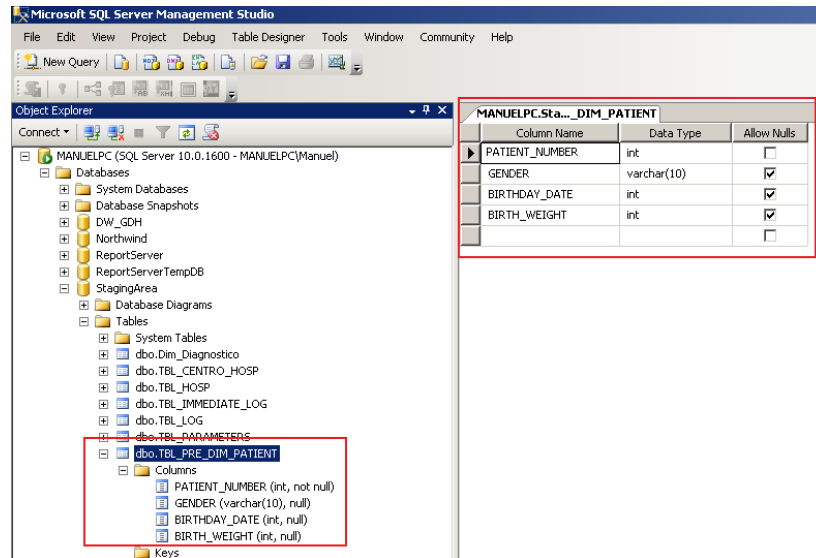 Microsoft SQL Server Management Studio
File Edit View Project Debug Table Designer Tools Window Community Help
New Query
Object Explorer
Connect
MANUELPC (SQL Server 10.0.1600 - MANUELPC\Manuel)
Databases
System Databases
Database Snapshots
DW_GDH
Northwind
ReportServer
ReportServerTempDB
StagingArea
Database Diagrams
Tables
System Tables
dbo.Dim_Diagnostico
dbo.TBL_CENTRO_HOSP
dbo.TBL_HOSP
dbo.TBL_IMMEDIATE_LOG
dbo.TBL_LOG
dbo.TBL_PARAMETERS
dbo.TBL_PRE_DIM_PATIENT
Columns
PATIENT_NUMBER (int, not null)
GENDER (varchar(10), null)
BIRTHDAY_DATE (int, null)
BIRTH_WEIGHT (int, null)
Keys
MANUELPC.Sta..._DIM_PATIENT
Column Name Data Type Allow Nulls
PATIENT_NUMBER int
GENDER varchar(10)
BIRTHDAY_DATE int
BIRTH_WEIGHT int